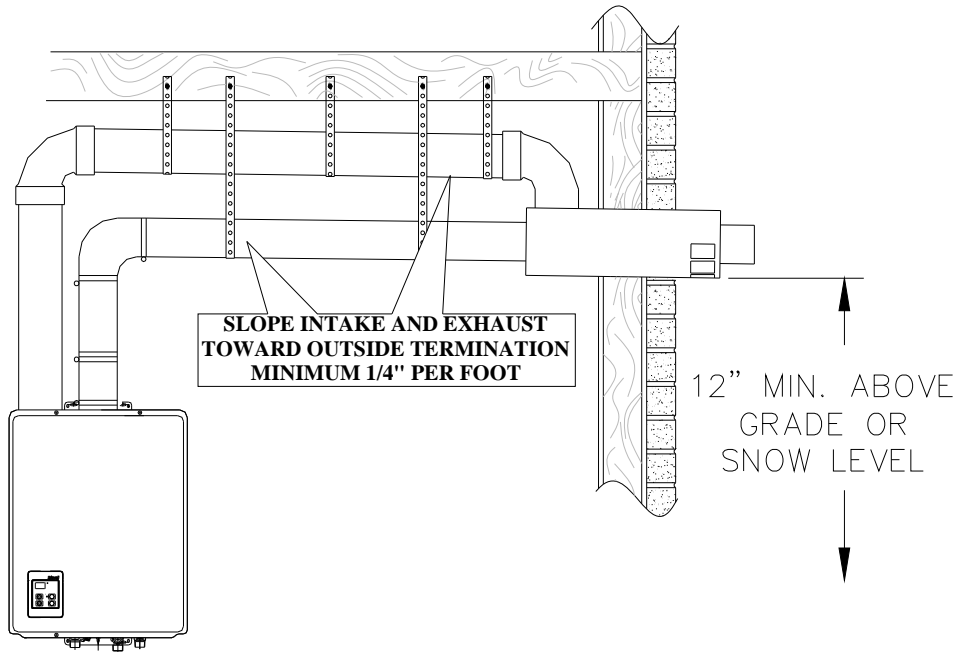 SLOPE INTAKE AND EXHAUST
TOWARD OUTSIDE TERMINATION
MINIMUM 1/4" PER FOOT
12” MIN. ABOVE
GRADE OR
SNOW LEVEL